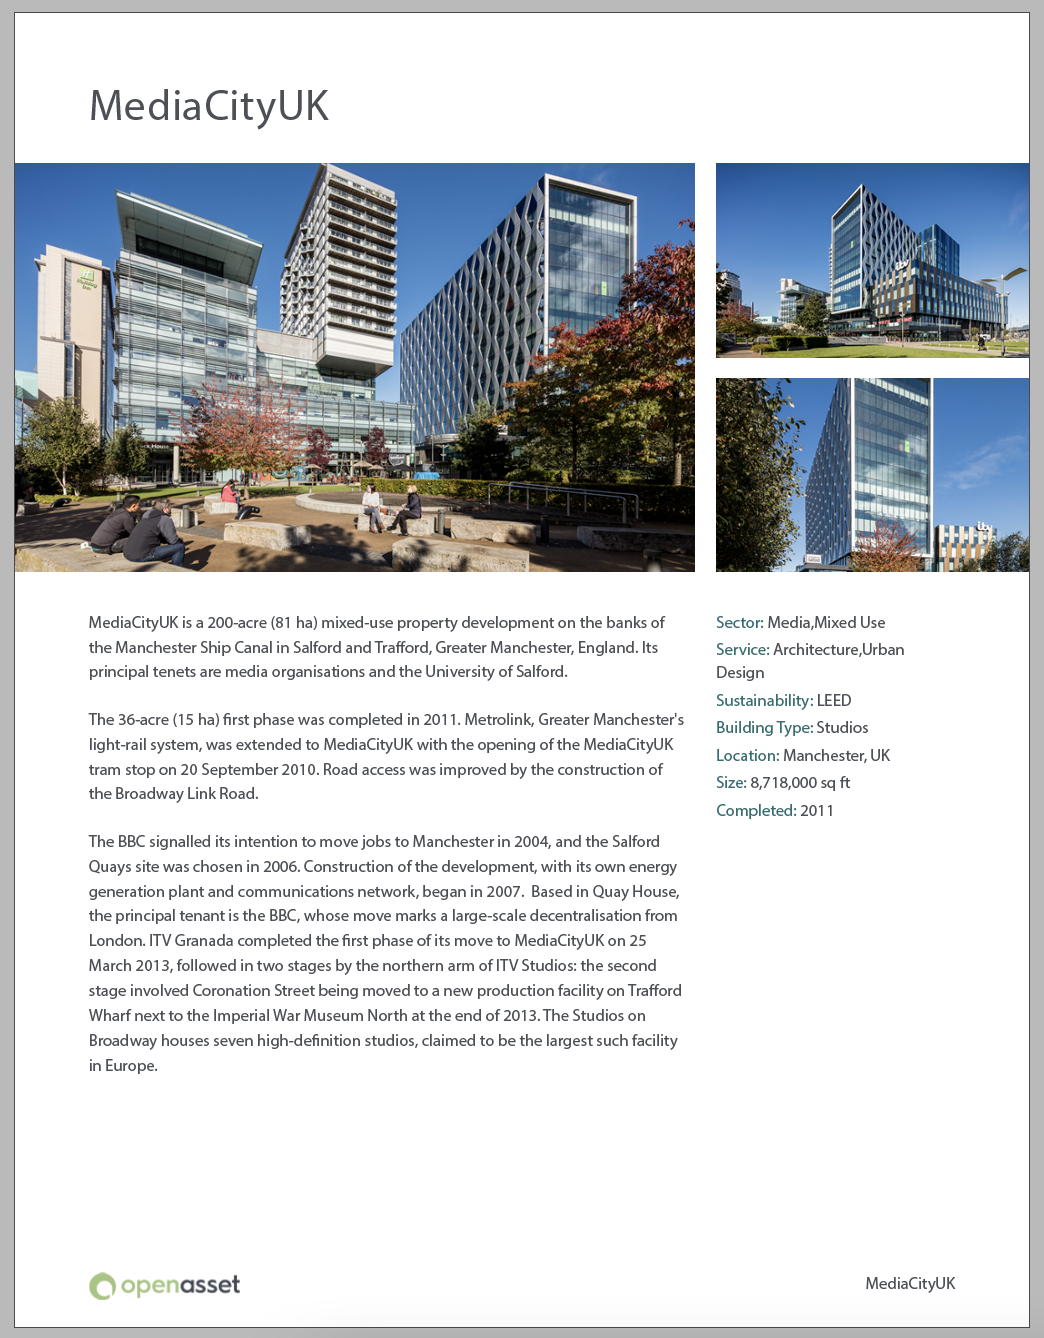 MediaCityUK
Holiday
Inn
itv
itv
MediaCityUK is a 200-acre (81 ha) mixed-use property development on the banks of
the Manchester Ship Canal in Salford and Trafford, Greater Manchester, England. Its
principal tenets are media organisations and the University of Salford.
The 36-acre (15 ha) first phase was completed in 2011. Metrolink, Greater Manchester's
light-rail system, was extended to MediaCityUK with the opening of the MediaCityUK
tram stop on 20 September 2010. Road access was improved by the construction of
the Broadway Link Road.
The BBC signalled its intention to move jobs to Manchester in 2004, and the Salford
Quays site was chosen in 2006. Construction of the development, with its own energy
generation plant and communications network, began in 2007.  Based in Quay House,
the principal tenant is the BBC, whose move marks a large-scale decentralisation from
London. ITV Granada completed the first phase of its move to MediaCityUK on 25
March 2013, followed in two stages by the northern arm of ITV Studios: the second
stage involved Coronation Street being moved to a new production facility on Trafford
Wharf next to the Imperial War Museum North at the end of 2013. The Studios on
Broadway houses seven high-definition studios, claimed to be the largest such facility
in Europe.
Sector: Media,Mixed Use
Service: Architecture,Urban
Design
Sustainability: LEED
Building Type: Studios
Location: Manchester, UK
Size: 8,718,000 sq ft
Completed: 2011
openasset
MediaCityUK